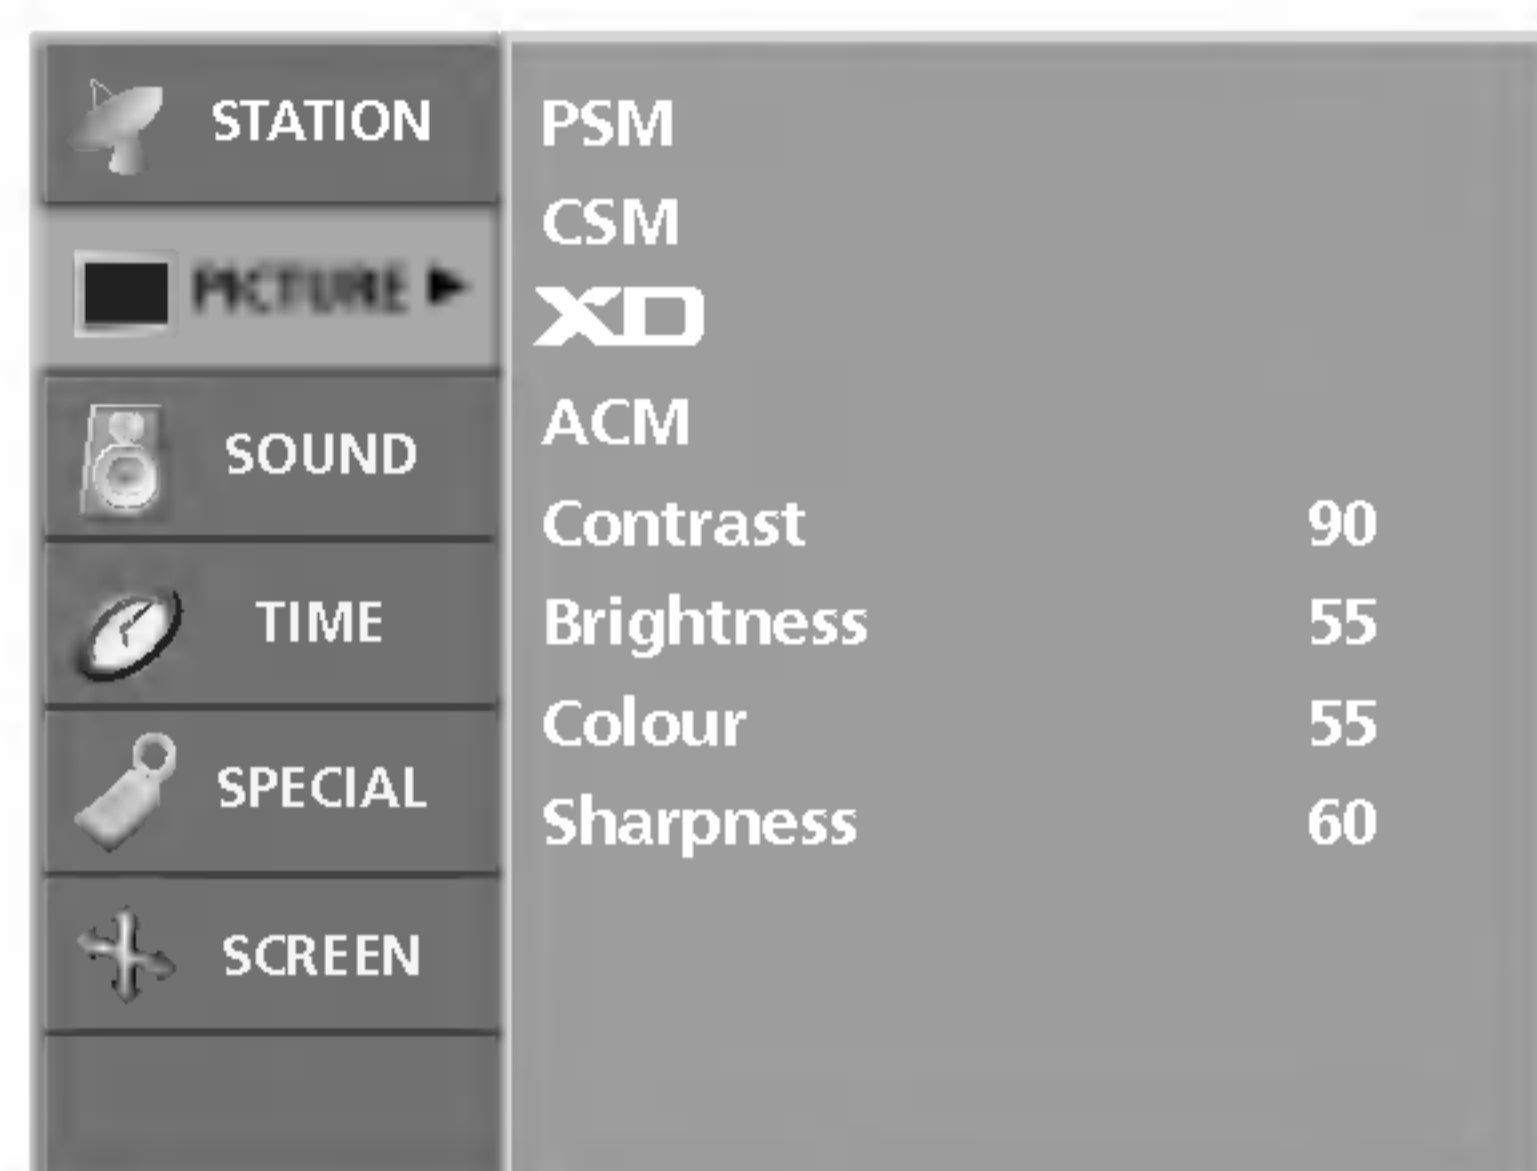 STATION
PICTURE ►
SOUND
TIME
SPECIAL
SCREEN
PSM
CSM
XD
ACM
Contrast 90
Brightness 55
Colour 55
Sharpness 60